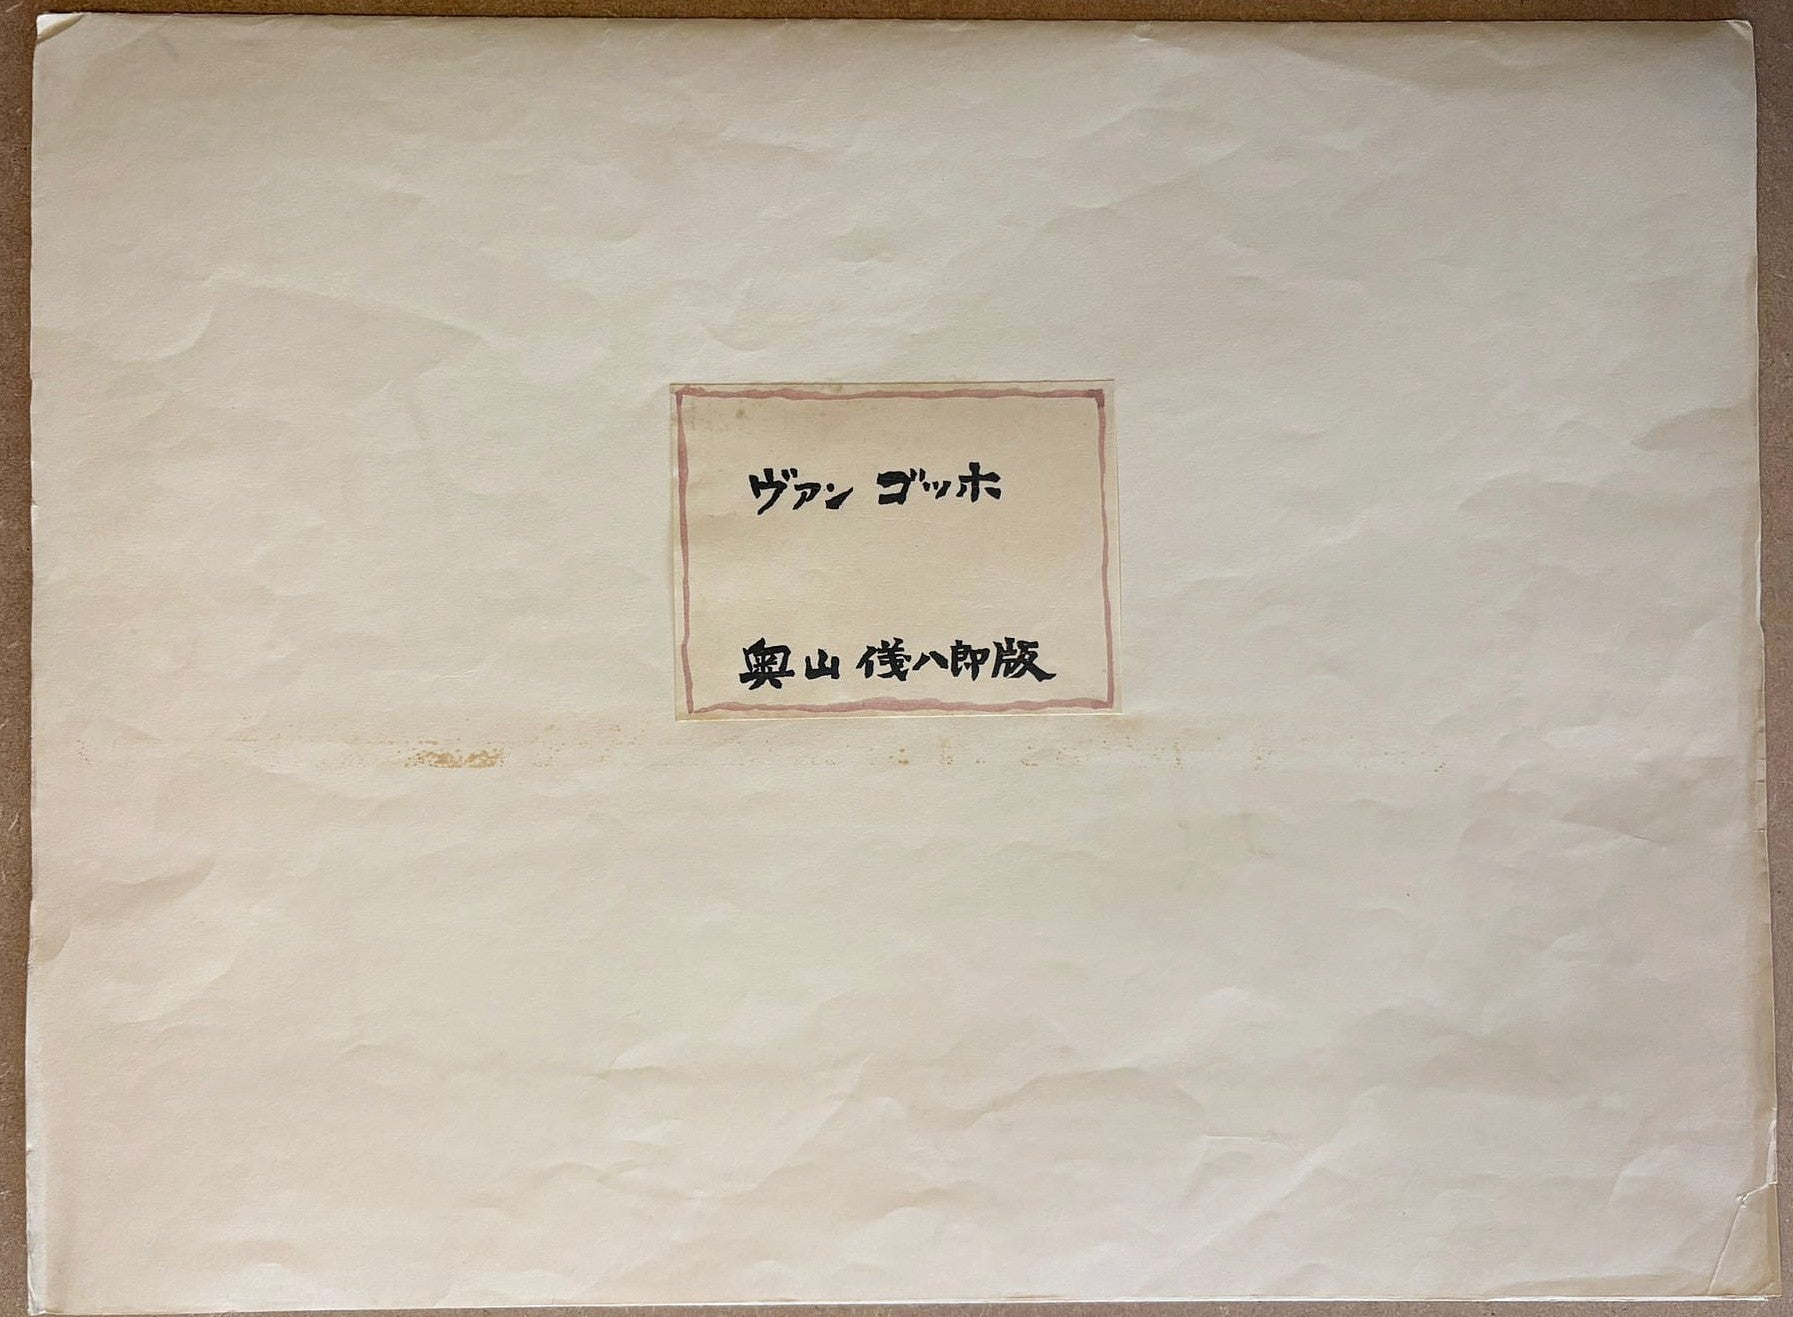 ヴァン ゴッホ
奥山 儀八郎版